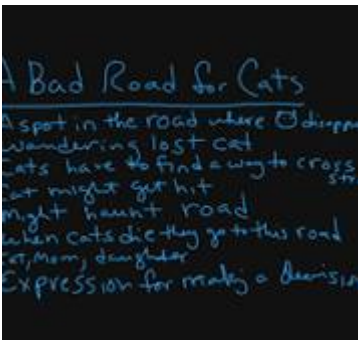 A Bad Road for Cats
A spot in the road where disapp
wandering lost cat
Cats have to find a way to cross
Cat might get hit
might haunt road
when cats die they go to this road
Cat, Mom, daughter
Expression for making a Decision